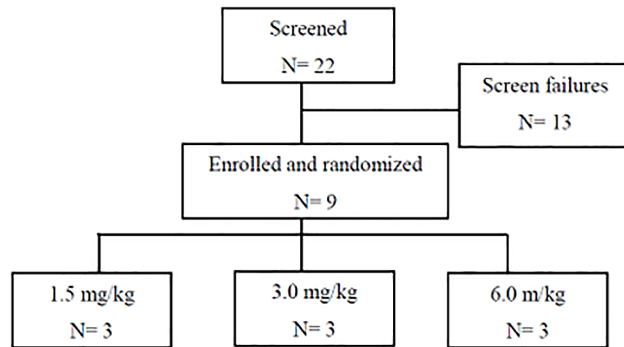 Screened
N= 22
Screen failures
N= 13
Enrolled and randomized
N= 9
1.5 mg/kg
N= 3
3.0 mg/kg
N= 3
6.0 m/kg
N= 3